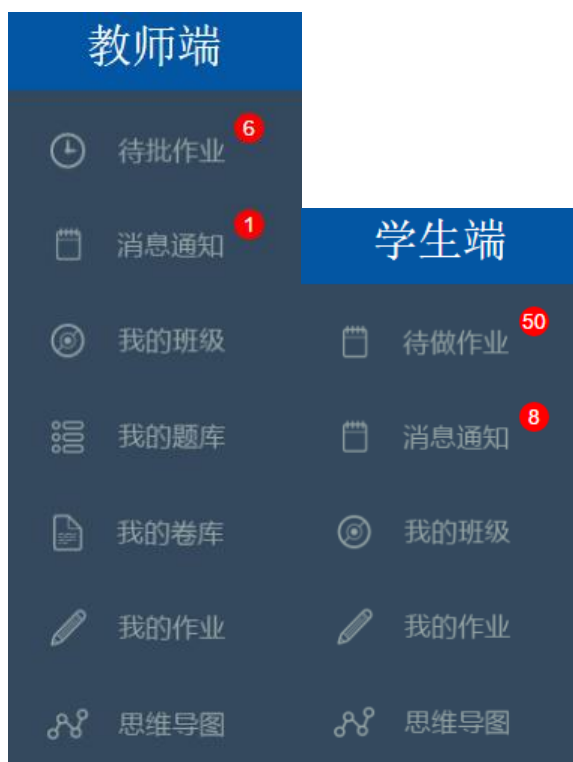 教师端
待批作业 6
消息通知 1
我的班级
我的题库
我的卷库
我的作业
思维导图
学生端
待做作业 50
消息通知 8
我的班级
我的作业
思维导图